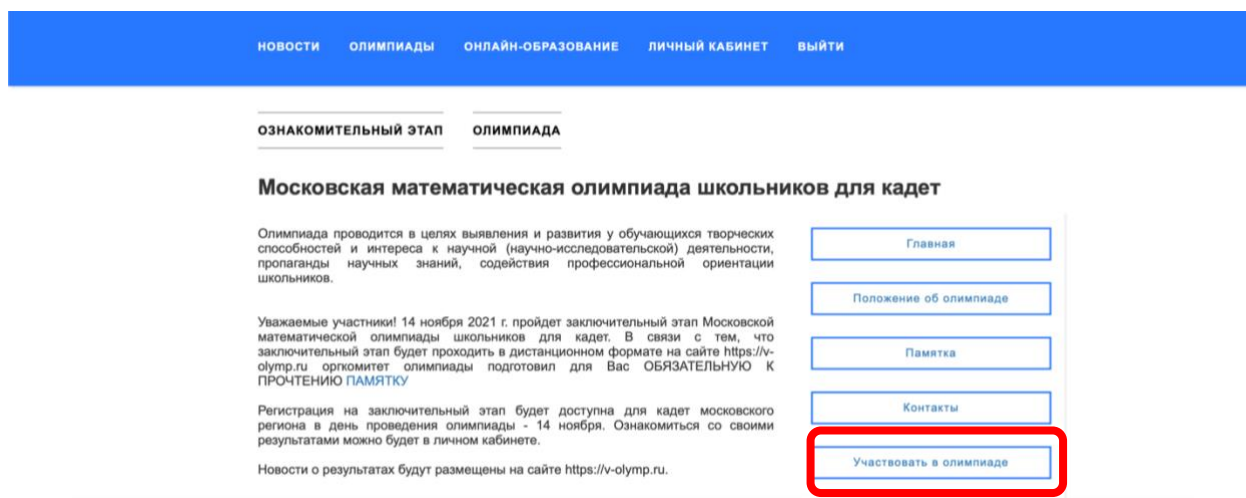 НОВОСТИ ОЛИМПИАДЫ ОНЛАЙН-ОБРАЗОВАНИЕ ЛИЧНЫЙ КАБИНЕТ ВЫЙТИ
ОЗНАКОМИТЕЛЬНЫЙ ЭТАП ОЛИМПИАДА
Московская математическая олимпиада школьников для кадет
Олимпиада проводится в целях выявления и развития у обучающихся творческих
способностей и интереса к научной (научно-исследовательской) деятельности,
пропаганды научных знаний, содействия профессиональной ориентации
школьников.
Уважаемые участники! 14 ноября 2021 г. пройдет заключительный этап Московской
математической олимпиады школьников для кадет. В связи с тем, что
заключительный этап будет проходить в дистанционном формате на сайте https://v-
olymp.ru оргкомитет олимпиады подготовил для Вас ОБЯЗАТЕЛЬНУЮ К
ПРОЧТЕНИЮ ПАМЯТКУ
Регистрация на заключительный этап будет доступна для кадет московского
региона в день проведения олимпиады - 14 ноября. Ознакомиться со своими
результатами можно будет в личном кабинете.
Новости о результатах будут размещены на сайте https://v-olymp.ru.
Главная
Положение об олимпиаде
Памятка
Контакты
Участвовать в олимпиаде